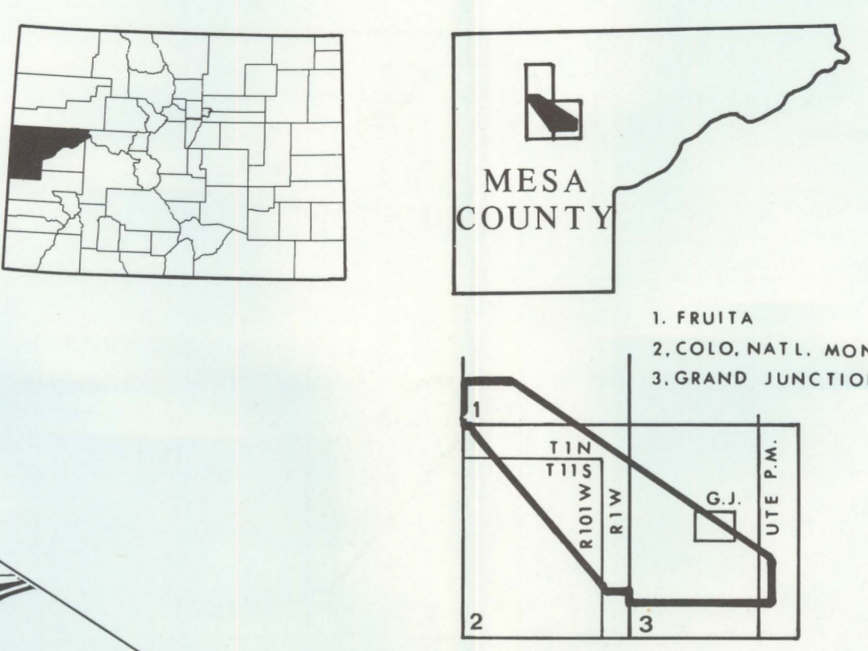 MESA
COUNTY
1. FRUITA
2, COLO, NATL. MON
3. GRAND JUNCTIO
1
T1N
T11S
R101W
R1W
G.J.
UTE P.M.
2
3